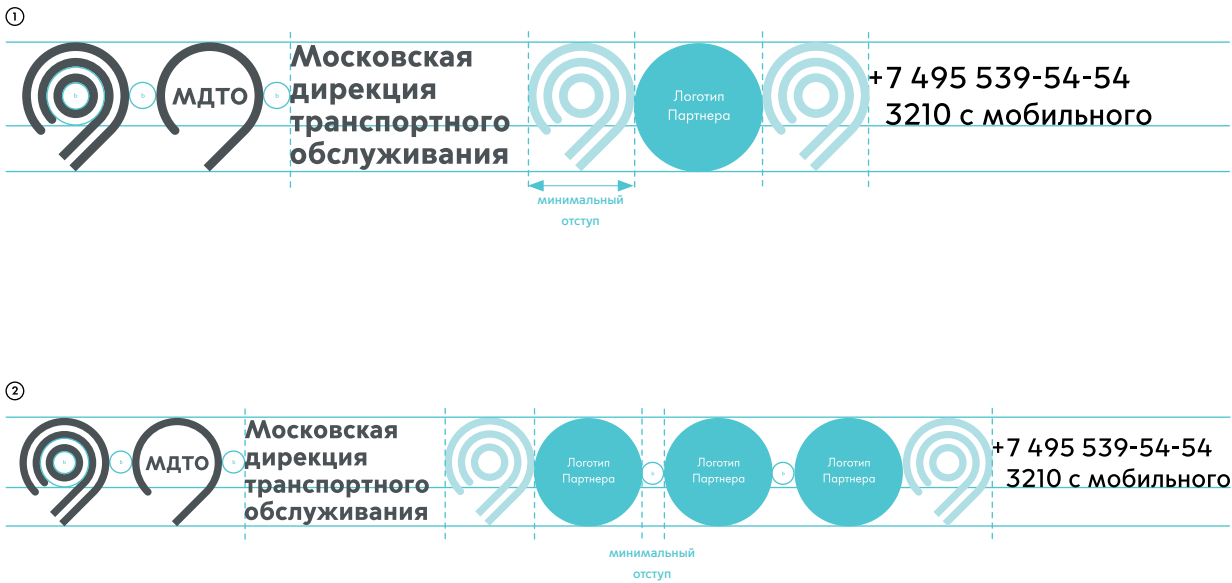 1
МДТО
Московская
дирекция
транспортного
обслуживания
Логотип
Партнера
+7 495 539-54-54
3210 с мобильного
минимальный
отступ
2
МДТО
Московская
дирекция
транспортного
обслуживания
Логотип
Партнера
Логотип
Партнера
Логотип
Партнера
+7 495 539-54-54
3210 с мобильного
минимальный
отступ